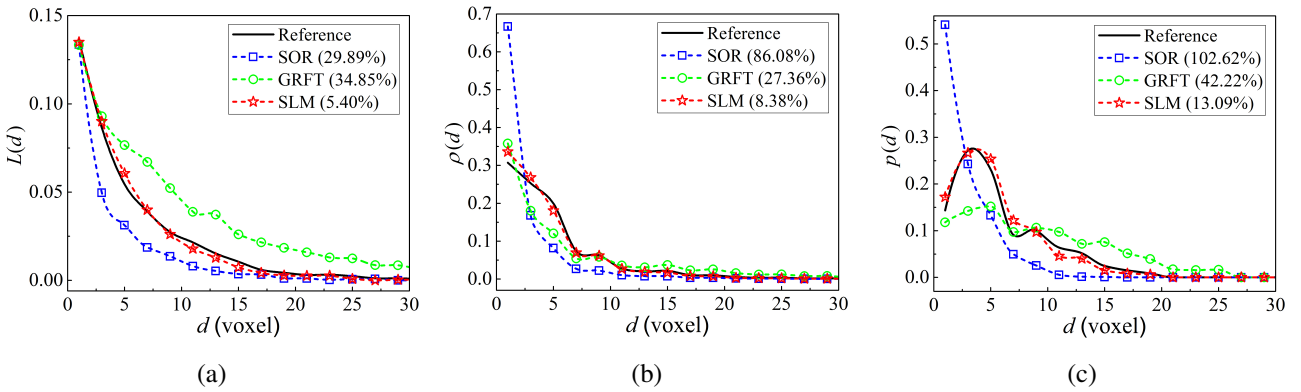 0.15
0.10
0.05
0.00
L(d)
0 5 10 15 20 25 30
d (voxel)
Reference
SOR (29.89%)
GRFT (34.85%)
SLM (5.40%)
(a)
0.7
0.6
0.5
0.4
0.3
0.2
0.1
0.0
ρ(d)
0 5 10 15 20 25 30
d (voxel)
Reference
SOR (86.08%)
GRFT (27.36%)
SLM (8.38%)
(b)
0.5
0.4
0.3
0.2
0.1
0.0
p(d)
0 5 10 15 20 25 30
d (voxel)
Reference
SOR (102.62%)
GRFT (42.22%)
SLM (13.09%)
(c)